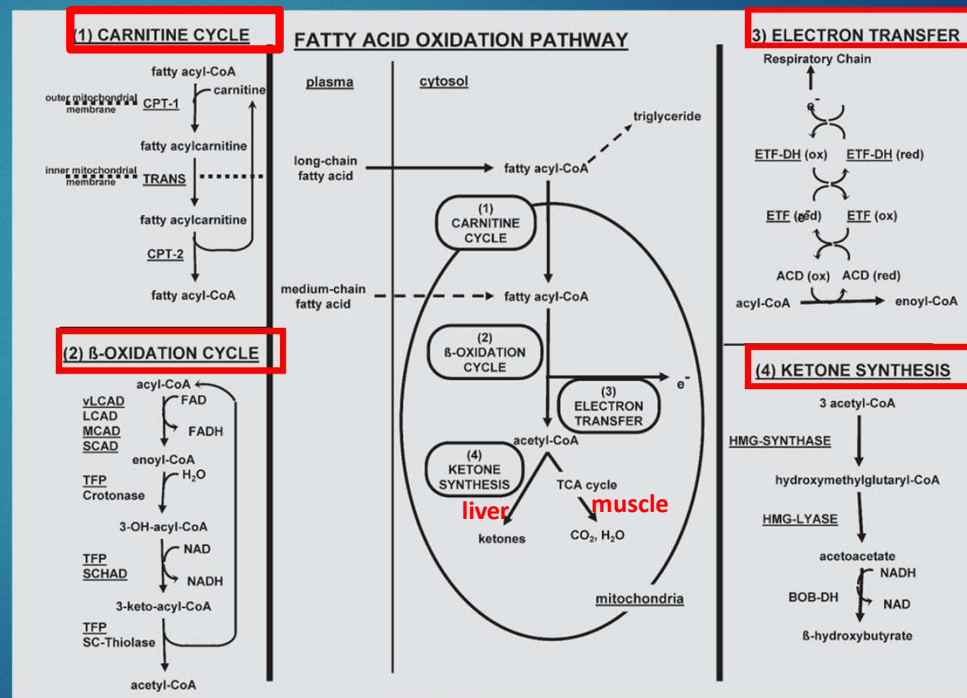 (1) CARNITINE CYCLE
fatty acyl-CoA
carnitine
outer mitochondrial
membrane
CPT-1
fatty acylcarnitine
inner mitochondrial
membrane
TRANS
fatty acylcarnitine
CPT-2
fatty acyl-CoA
(2) ß-OXIDATION CYCLE
acyl-CoA
vLCAD
FAD
LCAD
MCAD
FADH
SCAD
enoyl-CoA
TFP
H₂O
Crotonase
3-OH-acyl-CoA
NAD
TFP
SCHAD
NADH
3-keto-acyl-CoA
TFP
SC-Thiolase
acetyl-CoA
FATTY ACID OXIDATION PATHWAY
plasma
cytosol
triglyceride
long-chain
fatty acid
fatty acyl-CoA
(1)
CARNITINE
CYCLE
medium-chain
fatty acid
fatty acyl-CoA
(2)
ß-OXIDATION
CYCLE
e⁻
(3)
ELECTRON
TRANSFER
acetyl-CoA
(4)
KETONE
SYNTHESIS
TCA cycle
liver
muscle
ketones
CO₂, H₂O
mitochondria
3) ELECTRON TRANSFER
Respiratory Chain
e⁻
ETF-DH (ox) ETF-DH (red)
ETF (red) ETF (ox)
ACD (ox) ACD (red)
acyl-CoA enoyl-CoA
(4) KETONE SYNTHESIS
3 acetyl-CoA
HMG-SYNTHASE
hydroxymethylglutaryl-CoA
HMG-LYASE
acetoacetate
NADH
BOB-DH
NAD
ß-hydroxybutyrate